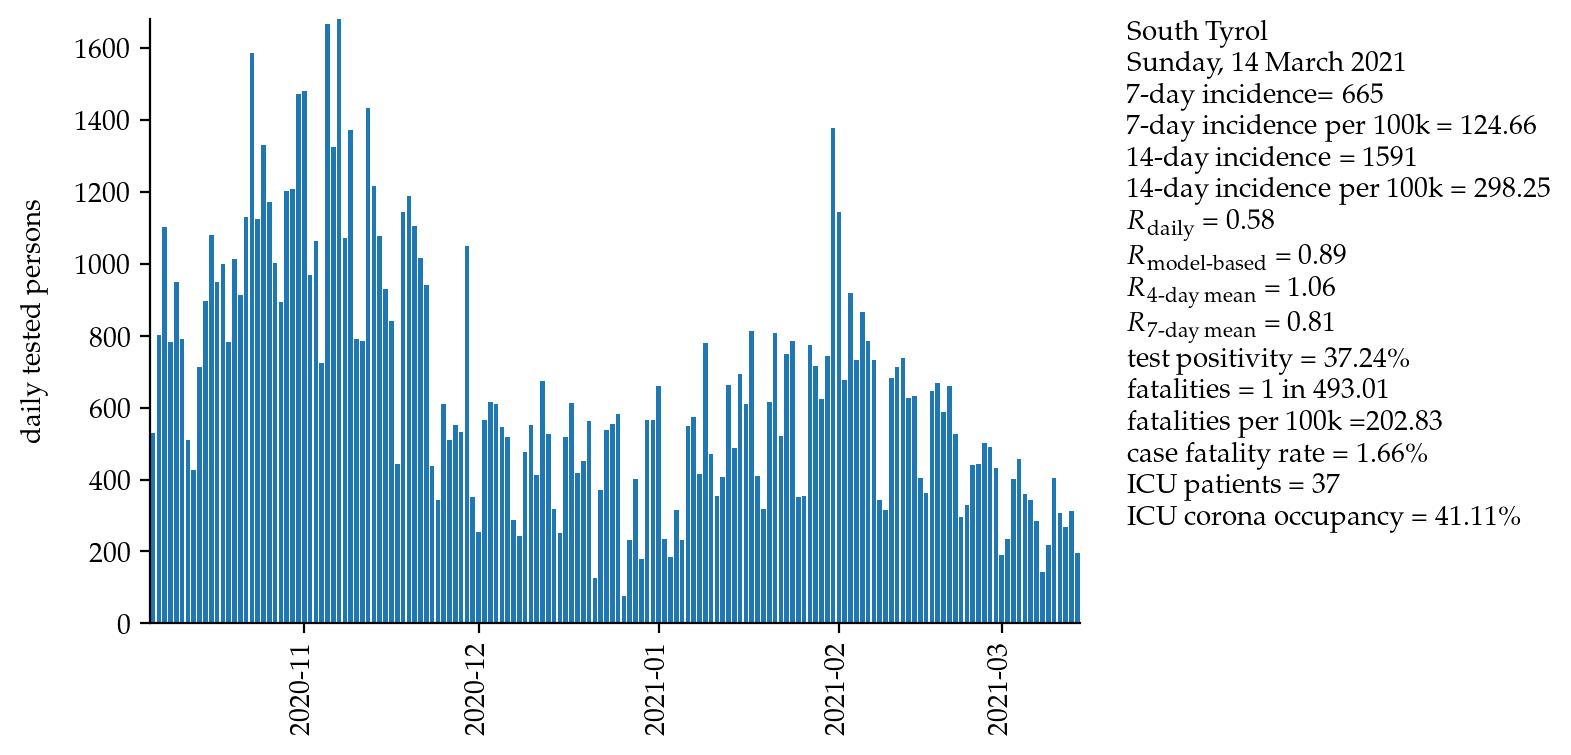 1600
1400
1200
1000
800
600
400
200
0
daily tested persons
2020-11
2020-12
2021-01
2021-02
2021-03
South Tyrol
Sunday, 14 March 2021
7-day incidence= 665
7-day incidence per 100k = 124.66
14-day incidence = 1591
14-day incidence per 100k = 298.25
R daily = 0.58
R model-based = 0.89
R 4-day mean = 1.06
R 7-day mean = 0.81
test positivity = 37.24%
fatalities = 1 in 493.01
fatalities per 100k =202.83
case fatality rate = 1.66%
ICU patients = 37
ICU corona occupancy = 41.11%